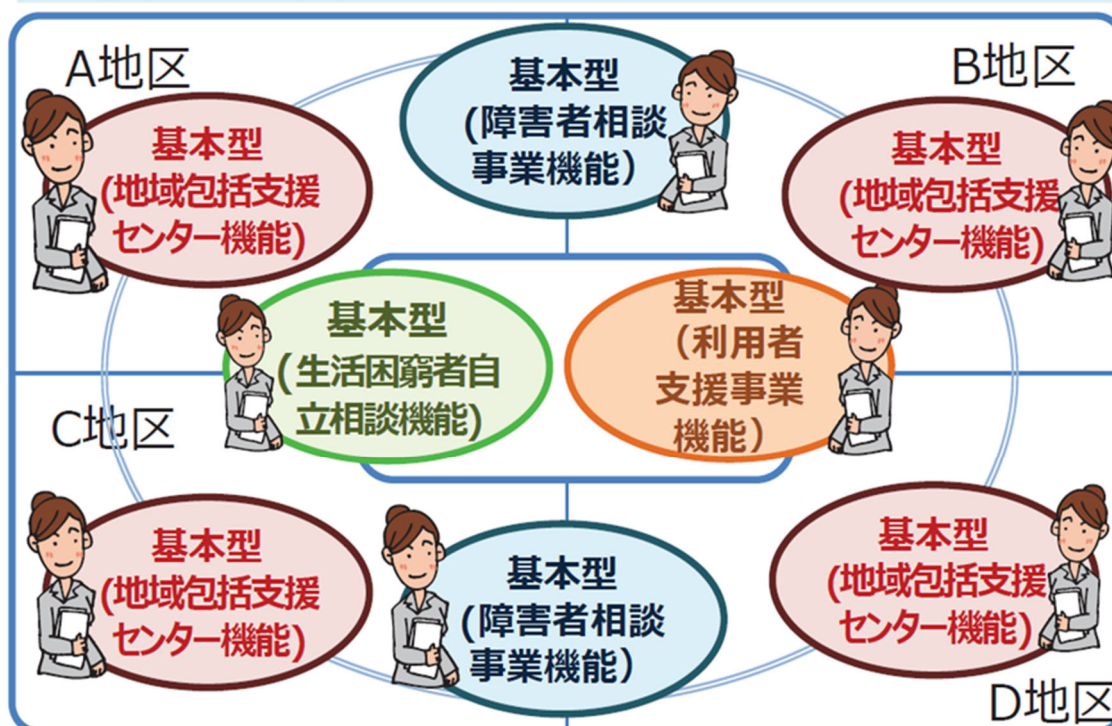 A地区
基本型
(地域包括支援
センター機能)
基本型
(障害者相談
事業機能）
B地区
基本型
(地域包括支援
センター機能)
基本型
(生活困窮者自
立相談機能)
基本型
（利用者
支援事業
機能）
C地区
基本型
(地域包括支援
センター機能)
基本型
(障害者相談
事業機能）
基本型
(地域包括支援
センター機能)
D地区